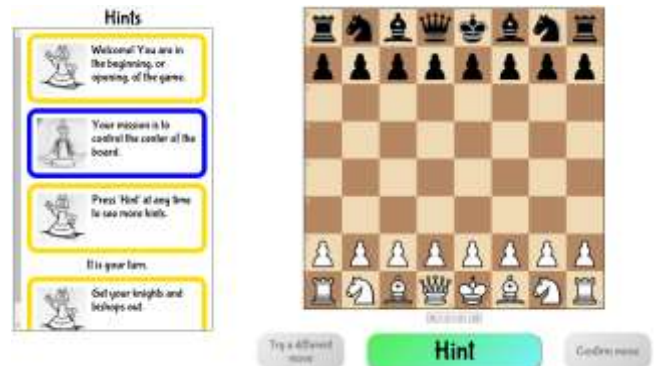 Hints
Welcome! You are in
the beginning, or
opening, of the game.
Your mission is to
control the center of the
board.
Press 'Hint' at any time
to see more hints.
It is your turn.
Get your knights and
bishops out.
Try a different
move
Hint
Confirm move